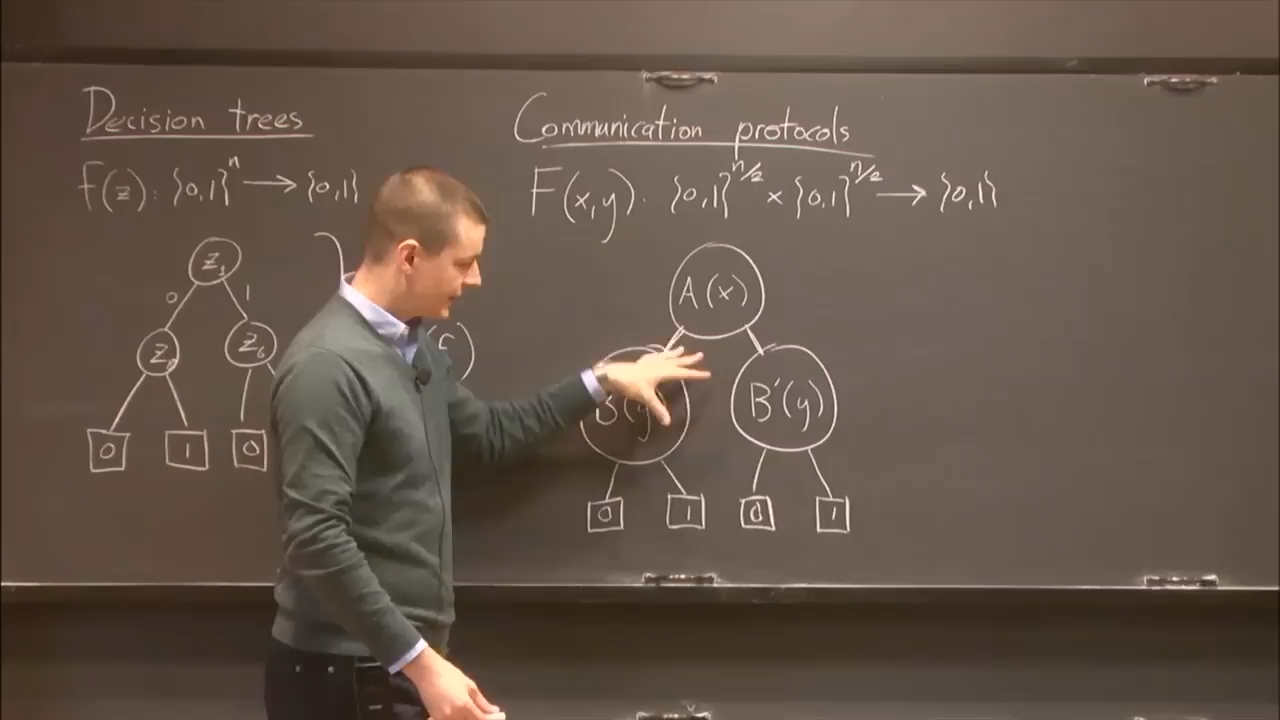 Decision trees
f(z): {0,1}^n → {0,1}
z₁
0 1
z₆
0 1 0
Communication protocols
F(x,y): {0,1}^{n/2} × {0,1}^{n/2} → {0,1}
A(x)
B(y) B′(y)
0 1 0 1